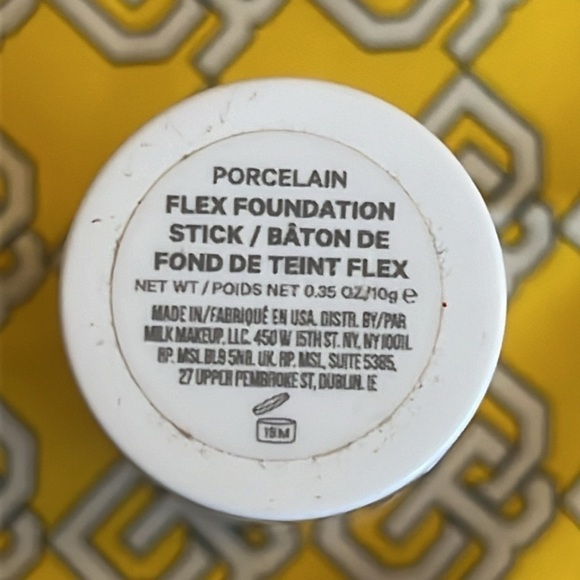 PORCELAIN
FLEX FOUNDATION
STICK / BÂTON DE
FOND DE TEINT FLEX
NET WT / POIDS NET 0.35 OZ/10g ℮
MADE IN/FABRIQUÉ EN USA. DISTR. BY/PAR
MILK MAKEUP, LLC. 450 W 15TH ST. NY, NY 10011.
RP. MSL BL9 5NB. UK. RP. MSL, SUITE 5385,
27 UPPER PEMBROKE ST, DUBLIN. IE